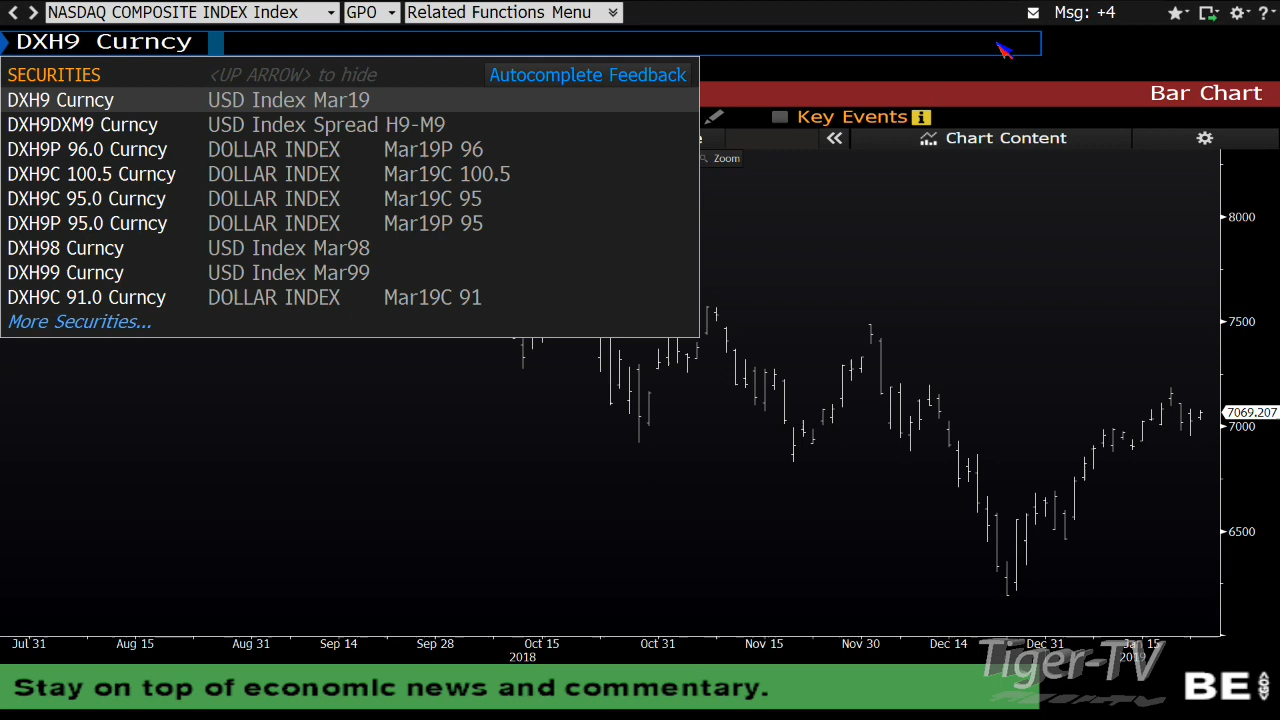 NASDAQ COMPOSITE INDEX Index GPO Related Functions Menu Msg: +4 ?
DXH9 Curncy
SECURITIES <UP ARROW> to hide Autocomplete Feedback
DXH9 Curncy USD Index Mar19
Bar Chart
DXH9DXM9 Curncy USD Index Spread H9-M9
Key Events i
DXH9P 96.0 Curncy DOLLAR INDEX Mar19P 96
Chart Content
Zoom
DXH9C 100.5 Curncy DOLLAR INDEX Mar19C 100.5
DXH9C 95.0 Curncy DOLLAR INDEX Mar19C 95
DXH9P 95.0 Curncy DOLLAR INDEX Mar19P 95
DXH98 Curncy USD Index Mar98
DXH99 Curncy USD Index Mar99
DXH9C 91.0 Curncy DOLLAR INDEX Mar19C 91
More Securities...
8000
7500
7069.207
7000
6500
Jul 31 Aug 15 Aug 31 Sep 14 Sep 28 Oct 15 Oct 31 Nov 15 Nov 30 Dec 14 Dec 31 Jan 15
2018 2019
Tiger-TV
Stay on top of economic news and commentary.
BE